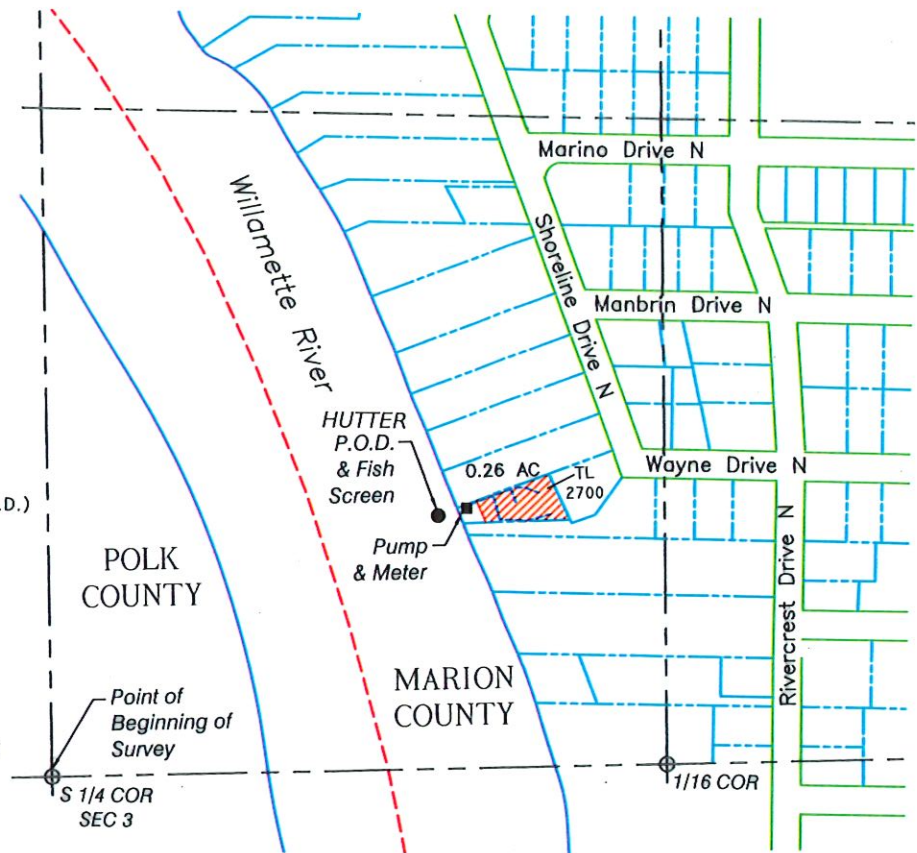 Marino Drive N
Willamette River
Shoreline Drive N
Manbrin Drive N
HUTTER
P.O.D.
& Fish
Screen
0.26 AC
TL
2700
Wayne Drive N
.D.)
Pump
& Meter
POLK
COUNTY
Rivercrest Drive N
MARION
COUNTY
Point of
Beginning of
Survey
S 1/4 COR
SEC 3
1/16 COR